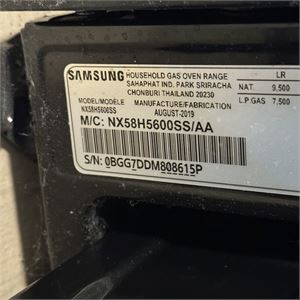 SAMSUNG HOUSEHOLD GAS OVEN RANGE
SAHAPHAT IND. PARK SRIRACHA
CHONBURI THAILAND 20230
LR
NAT. 9,500
L.P.GAS 7,500
MODEL/MODÈLE MANUFACTURE/FABRICATION
NX58H5600SS AUGUST-2019
M/C: NX58H5600SS/AA
S/N: 0BGG7DDM808615P